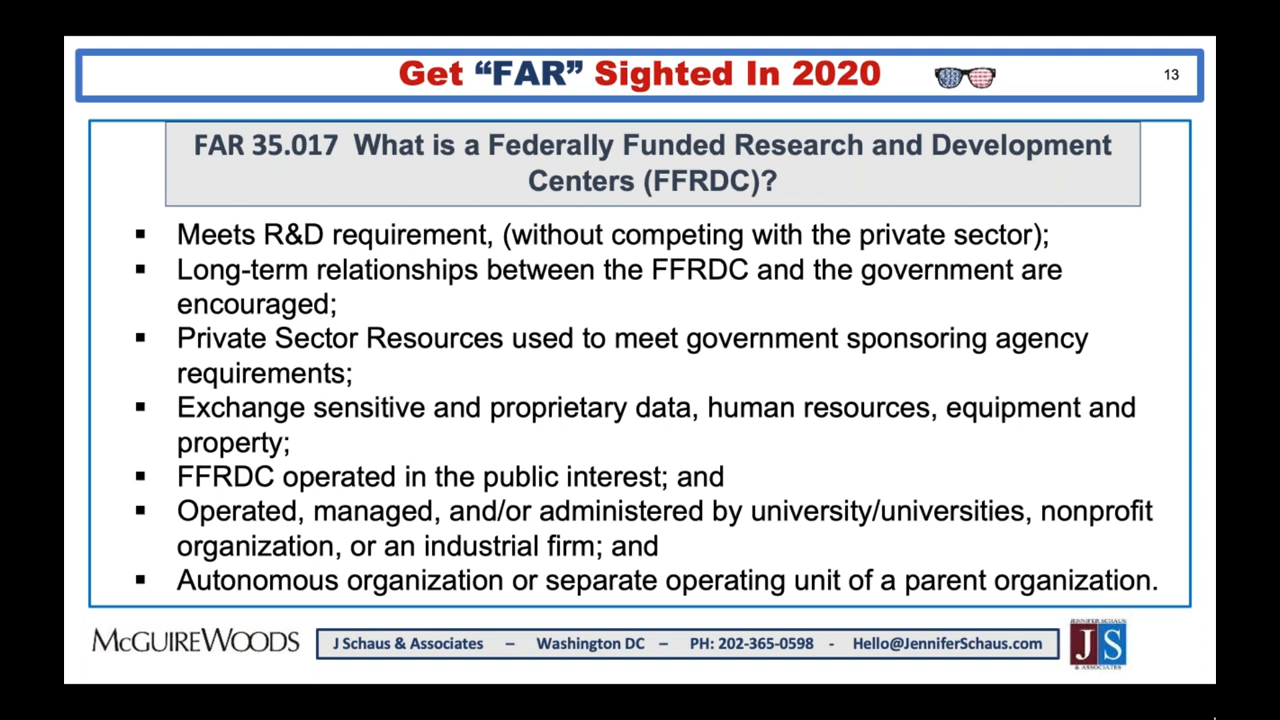 Get “FAR” Sighted In 2020
13
FAR 35.017 What is a Federally Funded Research and Development
Centers (FFRDC)?
▪ Meets R&D requirement, (without competing with the private sector);
▪ Long-term relationships between the FFRDC and the government are
encouraged;
▪ Private Sector Resources used to meet government sponsoring agency
requirements;
▪ Exchange sensitive and proprietary data, human resources, equipment and
property;
▪ FFRDC operated in the public interest; and
▪ Operated, managed, and/or administered by university/universities, nonprofit
organization, or an industrial firm; and
▪ Autonomous organization or separate operating unit of a parent organization.
McGUIREWOODS
J Schaus & Associates – Washington DC – PH: 202-365-0598 - Hello@JenniferSchaus.com
JENNIFER SCHAUS
JS
& ASSOCIATES